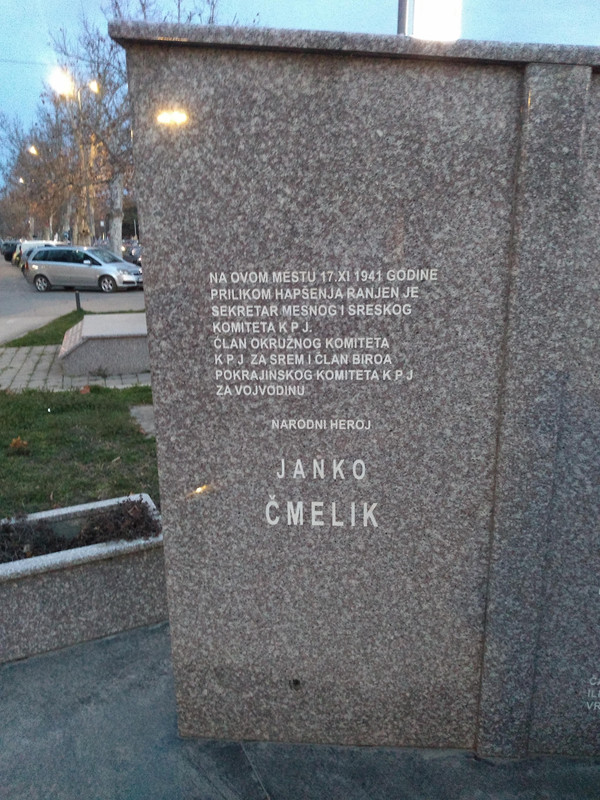 NA OVOM MESTU 17.XI 1941 GODINE
PRILIKOM HAPŠENJA RANJEN JE
SEKRETAR MESNOG I SRESKOG
KOMITETA K P J.
ČLAN OKRUŽNOG KOMITETA
K P J ZA SREM I ČLAN BIROA
POKRAJINSKOG KOMITETA K P J
ZA VOJVODINU
NARODNI HEROJ
JANKO
ČMELIK